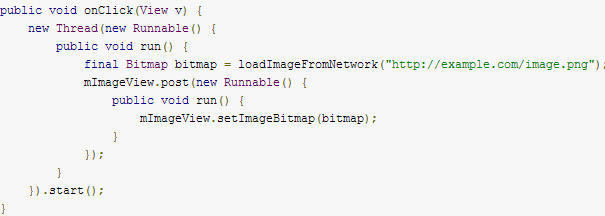 public void onClick(View v) {
    new Thread(new Runnable() {
        public void run() {
            final Bitmap bitmap = loadImageFromNetwork("http://example.com/image.png");
            mImageView.post(new Runnable() {
                public void run() {
                    mImageView.setImageBitmap(bitmap);
                }
            });
        }
    }).start();
}